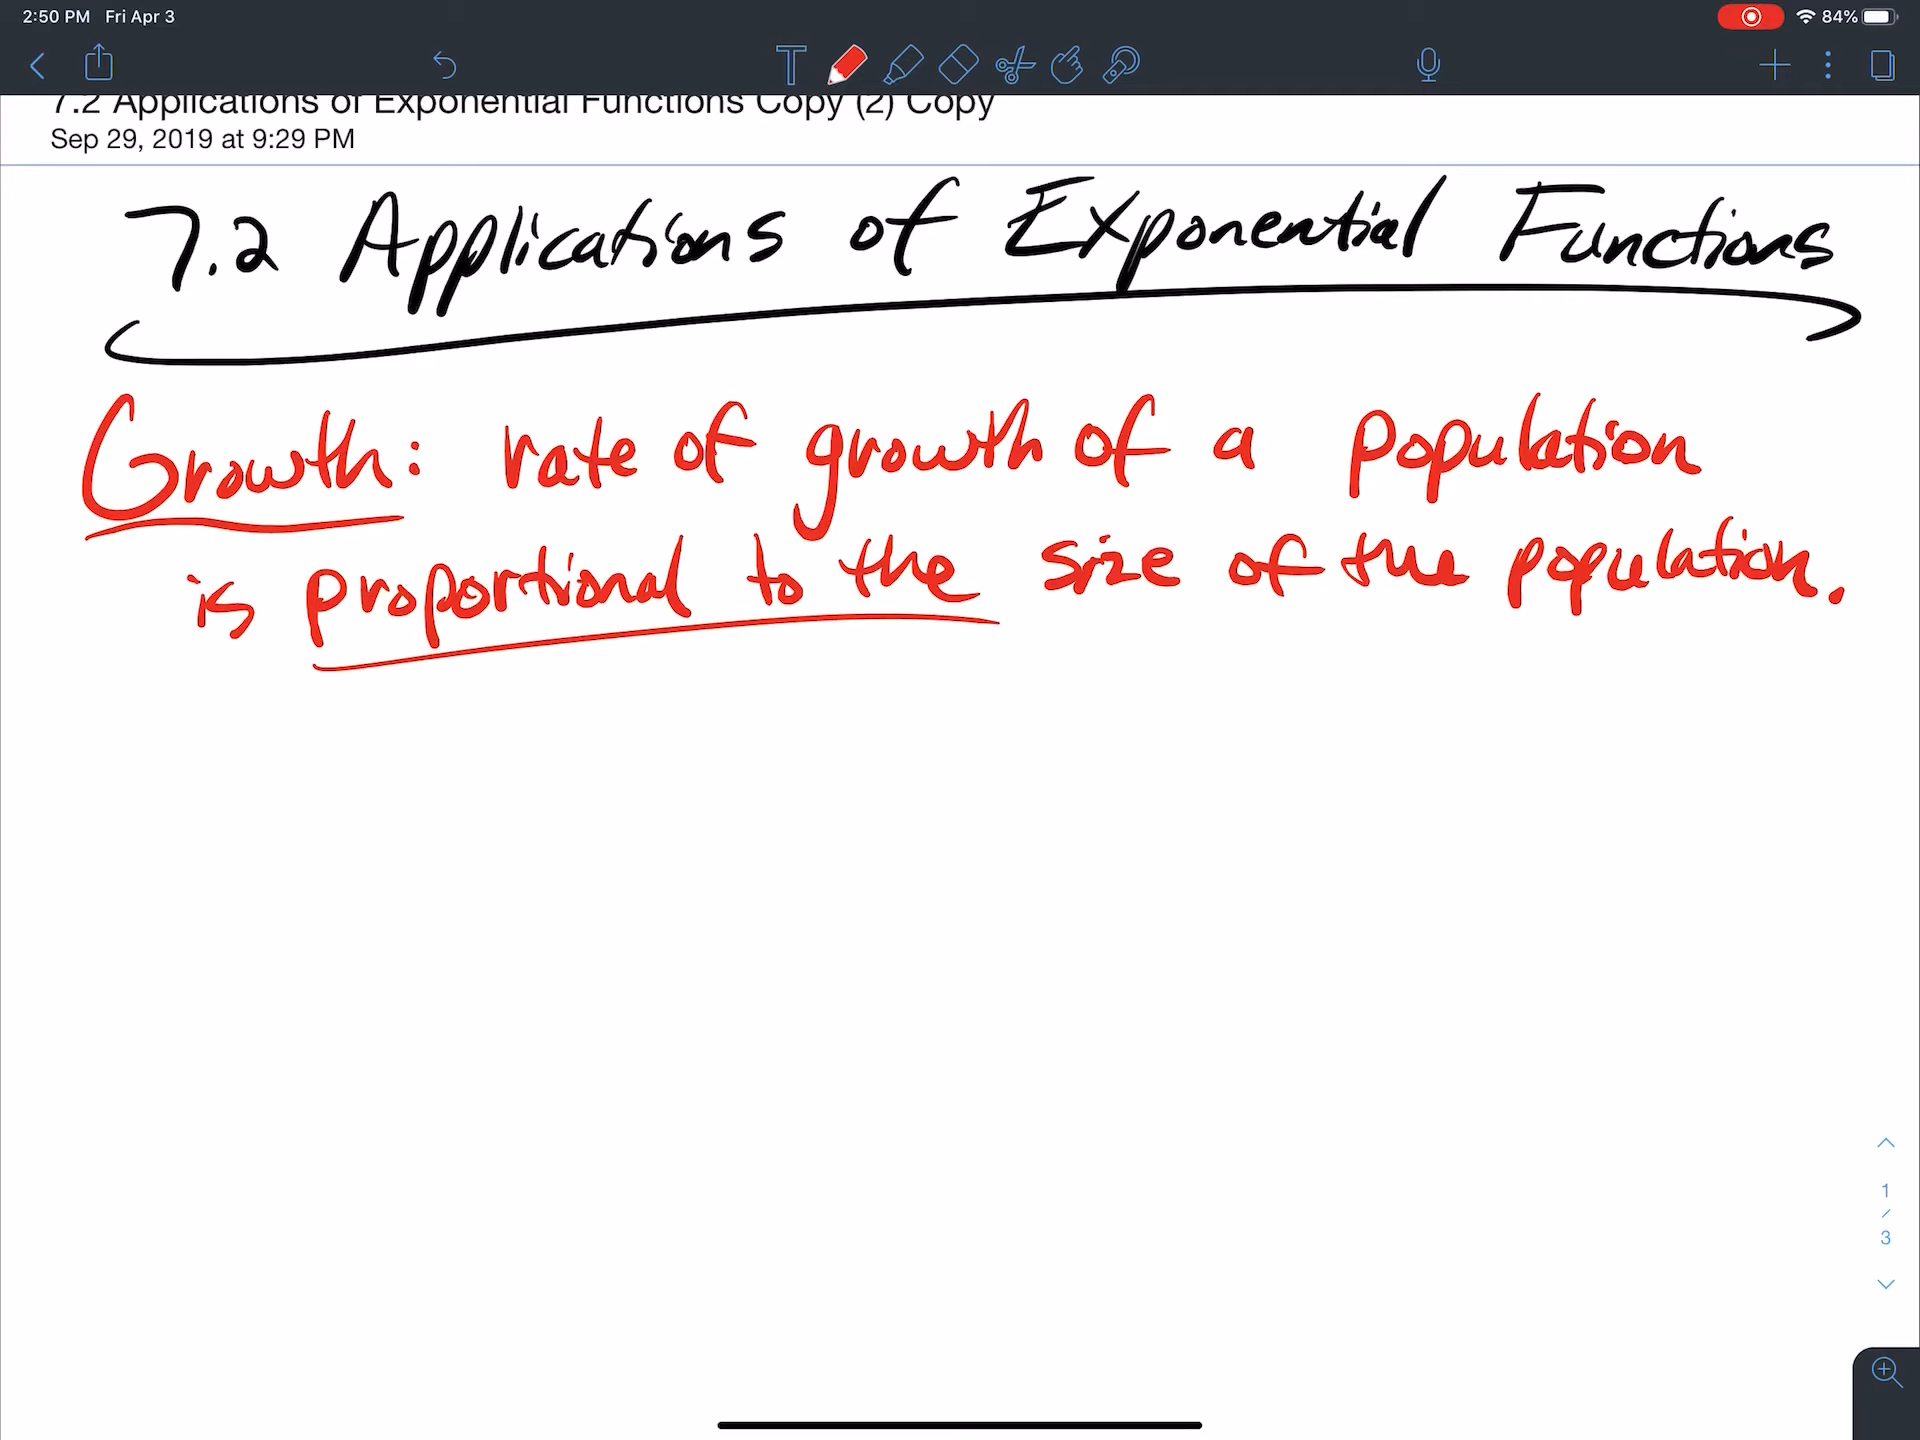 2:50 PM Fri Apr 3
84%
7.2 Applications of Exponential Functions Copy (2) Copy
Sep 29, 2019 at 9:29 PM
7.2 Applications of Exponential Functions
Growth: rate of growth of a population
is proportional to the size of the population.
1
/
3